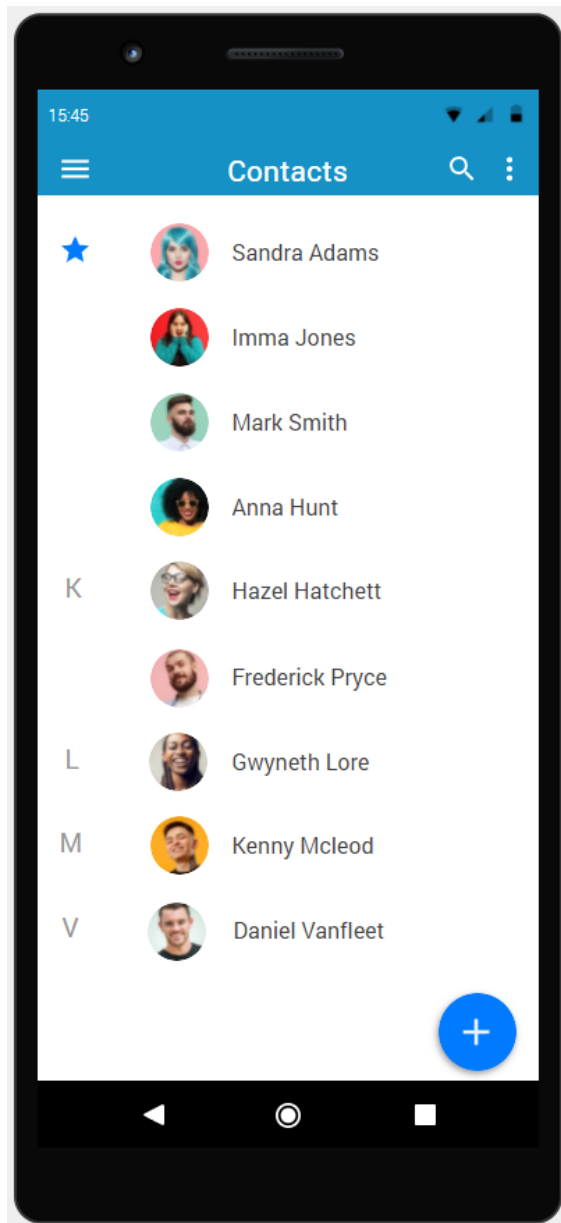 15:45
Contacts
Sandra Adams
Imma Jones
Mark Smith
Anna Hunt
K Hazel Hatchett
Frederick Pryce
L Gwyneth Lore
M Kenny Mcleod
V Daniel Vanfleet